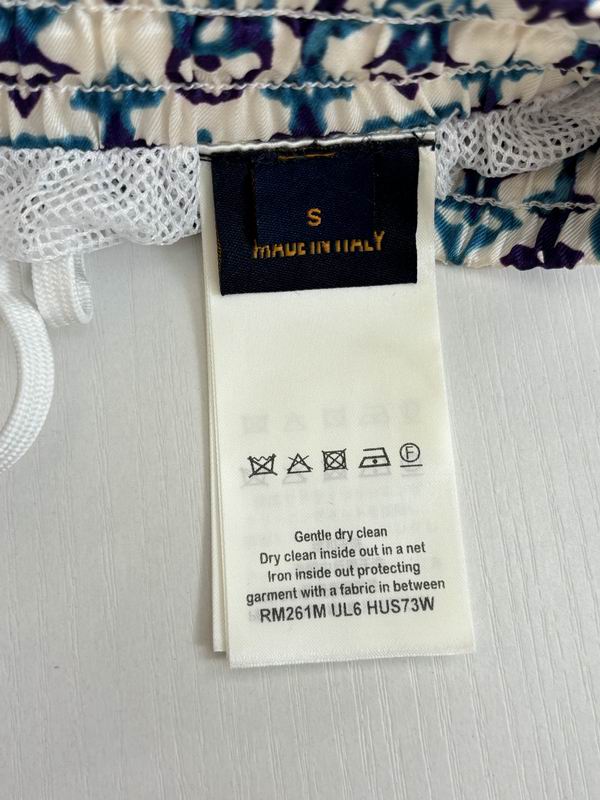 S
MADE IN ITALY
F
Gentle dry clean
Dry clean inside out in a net
Iron inside out protecting
garment with a fabric in between
RM261M UL6 HUS73W